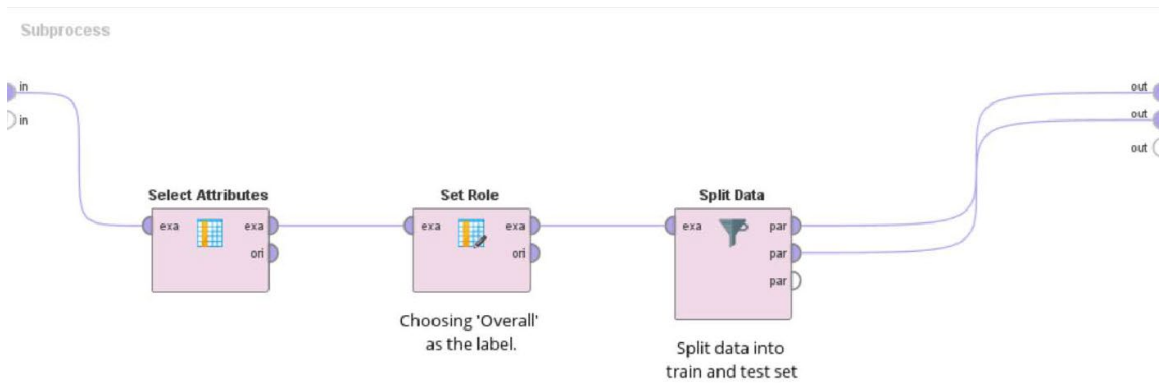 Subprocess
in
in
out
out
out
Select Attributes
exa
exa
ori
Set Role
exa
exa
ori
Choosing 'Overall'
as the label.
Split Data
exa
par
par
par
Split data into
train and test set